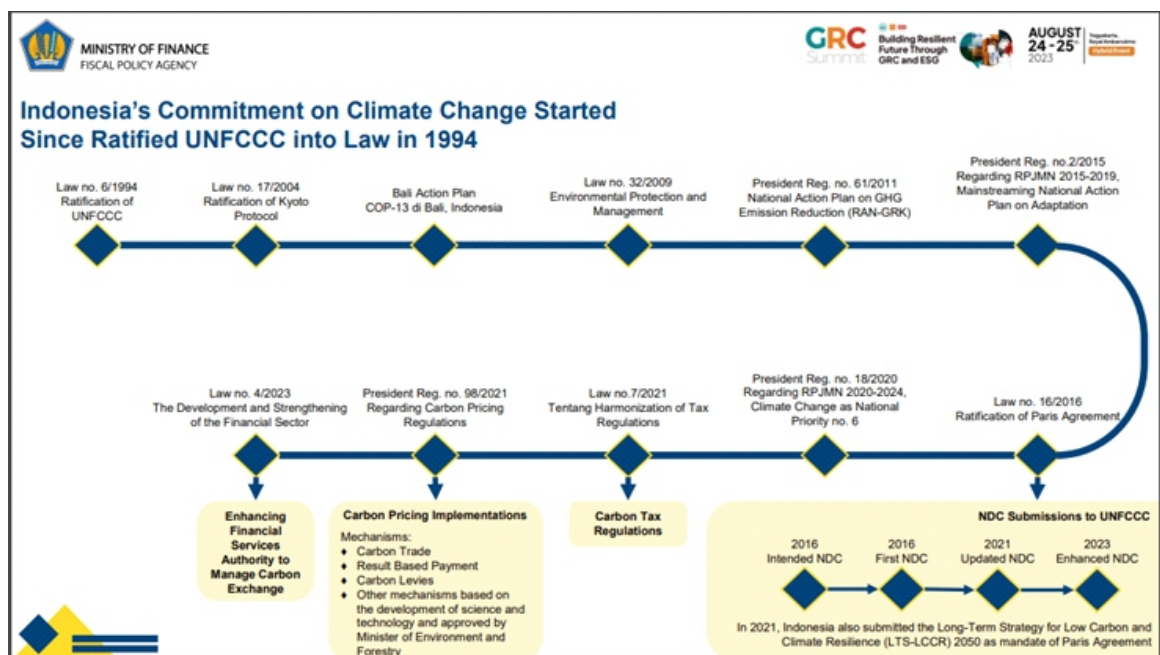 MINISTRY OF FINANCE
FISCAL POLICY AGENCY
GRC
Summit
Building Resilient
Future Through
GRC and ESG
AUGUST
24 - 25th
2023
Yogyakarta,
Royal Ambarrukmo
Hybrid Event
Indonesia's Commitment on Climate Change Started
Since Ratified UNFCCC into Law in 1994
Law no. 6/1994
Ratification of
UNFCCC
Law no. 17/2004
Ratification of Kyoto
Protocol
Bali Action Plan
COP-13 di Bali, Indonesia
Law no. 32/2009
Environmental Protection and
Management
President Reg. no. 61/2011
National Action Plan on GHG
Emission Reduction (RAN-GRK)
President Reg. no.2/2015
Regarding RPJMN 2015-2019,
Mainstreaming National Action
Plan on Adaptation
Law no. 4/2023
The Development and Strengthening
of the Financial Sector
President Reg. no. 98/2021
Regarding Carbon Pricing
Regulations
Law no.7/2021
Tentang Harmonization of Tax
Regulations
President Reg. no. 18/2020
Regarding RPJMN 2020-2024,
Climate Change as National
Priority no. 6
Law no. 16/2016
Ratification of Paris Agreement
Enhancing
Financial
Services
Authority to
Manage Carbon
Exchange
Carbon Pricing Implementations
Mechanisms:
♦ Carbon Trade
♦ Result Based Payment
♦ Carbon Levies
♦ Other mechanisms based on
the development of science and
technology and approved by
Minister of Environment and
Forestry
Carbon Tax
Regulations
NDC Submissions to UNFCCC
2016
Intended NDC
2016
First NDC
2021
Updated NDC
2023
Enhanced NDC
In 2021, Indonesia also submitted the Long-Term Strategy for Low Carbon and
Climate Resilience (LTS-LCCR) 2050 as mandate of Paris Agreement